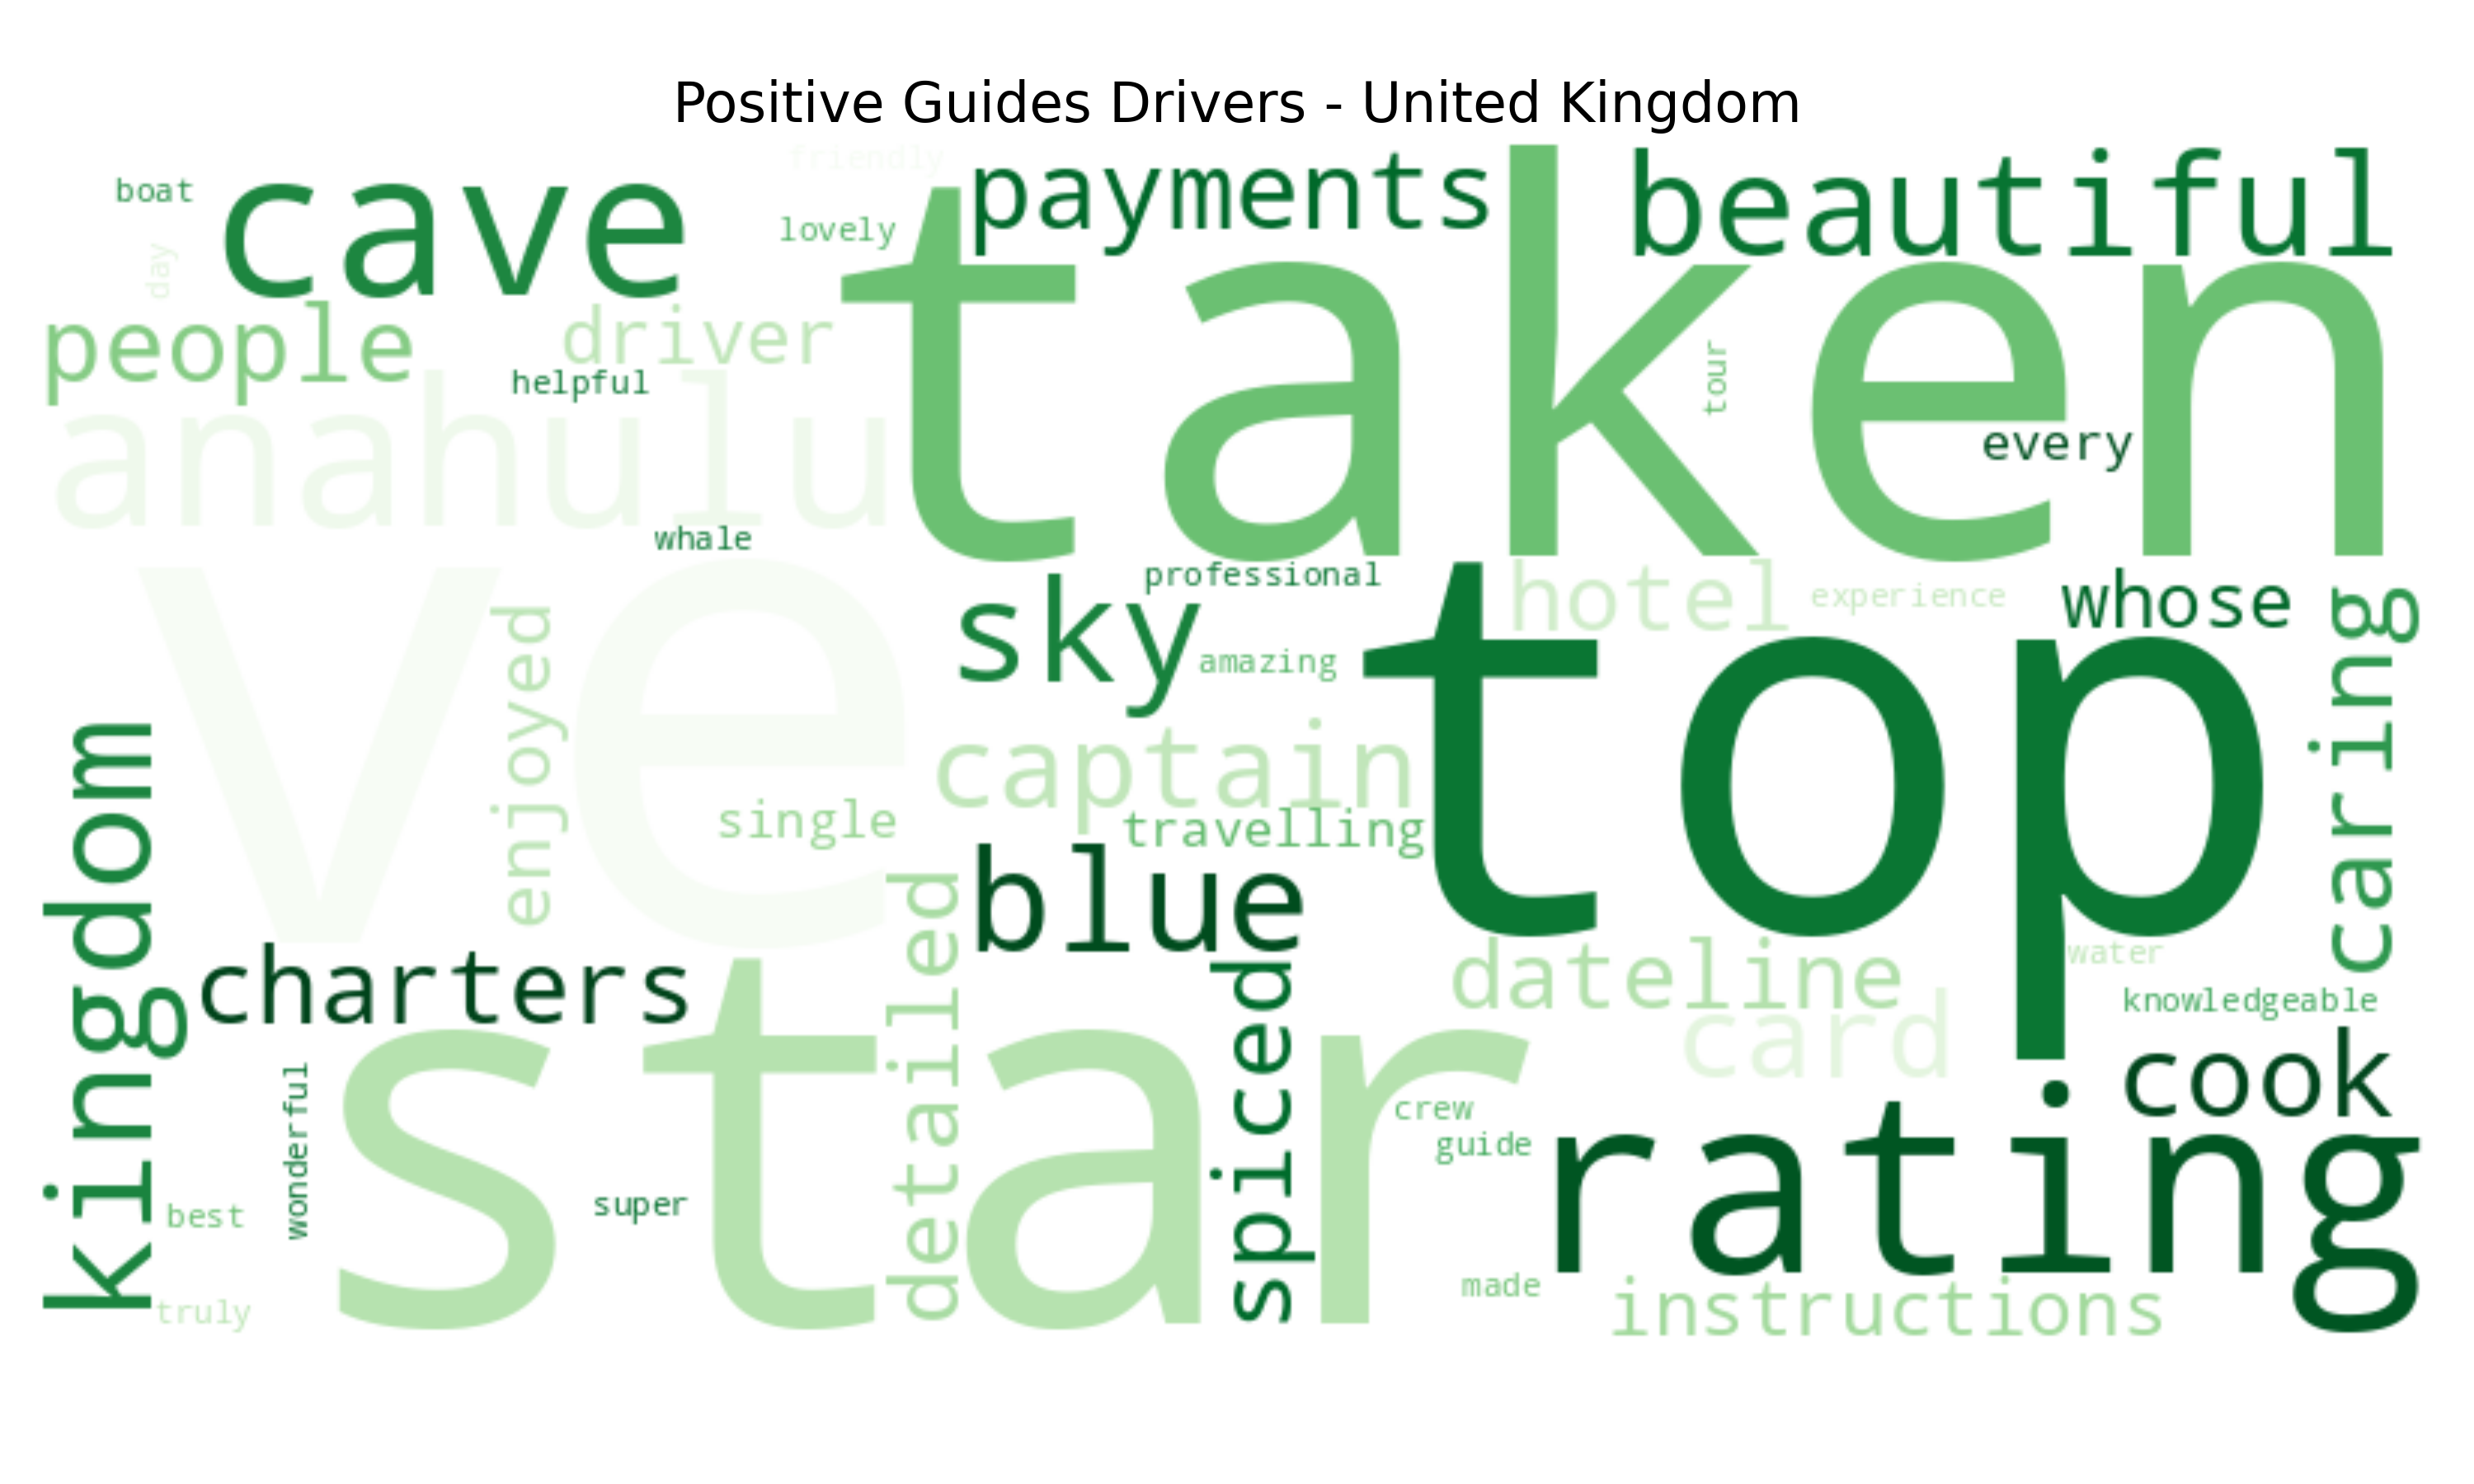 Positive Guides Drivers - United Kingdom
friendly
boat
cave
payments
beautiful
lovely
day
taken
people
driver
tour
helpful
anahulu
every
whale
professional
ve
hotel
experience
whose
sky
caring
enjoyed
amazing
top
captain
kingdom
single
travelling
blue
detailed
charters
dateline
water
spiced
knowledgeable
card
star
cook
wonderful
crew
guide
rating
super
best
made
instructions
truly